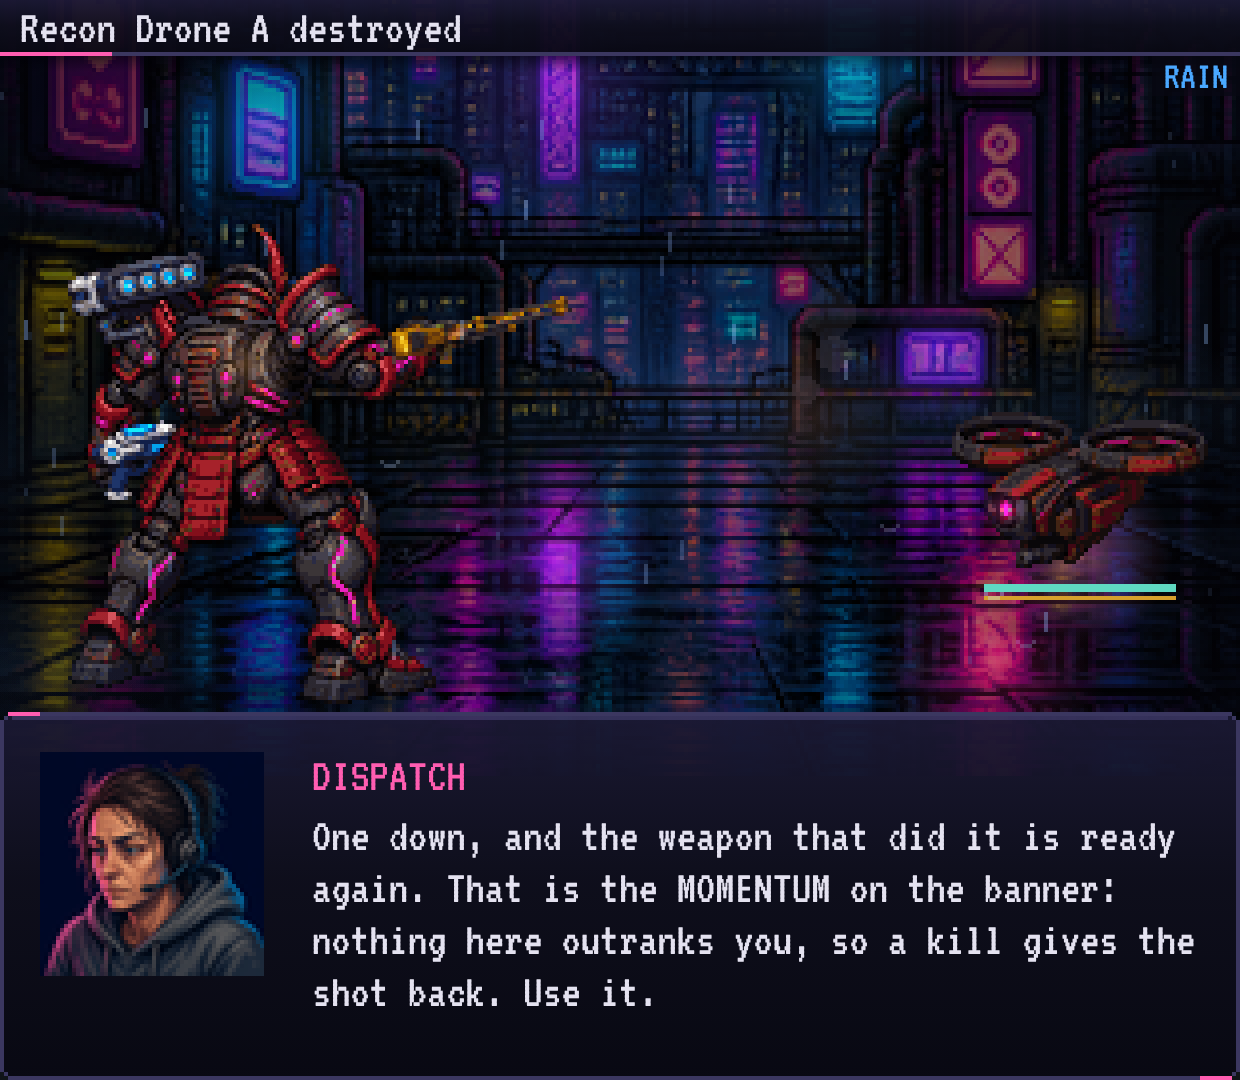 Recon Drone A destroyed
RAIN
DISPATCH
One down, and the weapon that did it is ready
again. That is the MOMENTUM on the banner:
nothing here outranks you, so a kill gives the
shot back. Use it.